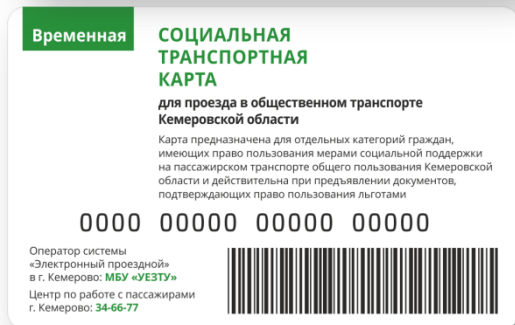 Временная
СОЦИАЛЬНАЯ
ТРАНСПОРТНАЯ
КАРТА
для проезда в общественном транспорте
Кемеровской области
Карта предназначена для отдельных категорий граждан,
имеющих право пользования мерами социальной поддержки
на пассажирском транспорте общего пользования Кемеровской
области и действительна при предъявлении документов,
подтверждающих право пользования льготами
0000 00000 00000 00000
Оператор системы
«Электронный проездной»
в г. Кемерово: МБУ «УЕЗТУ»
Центр по работе с пассажирами
г. Кемерово: 34-66-77